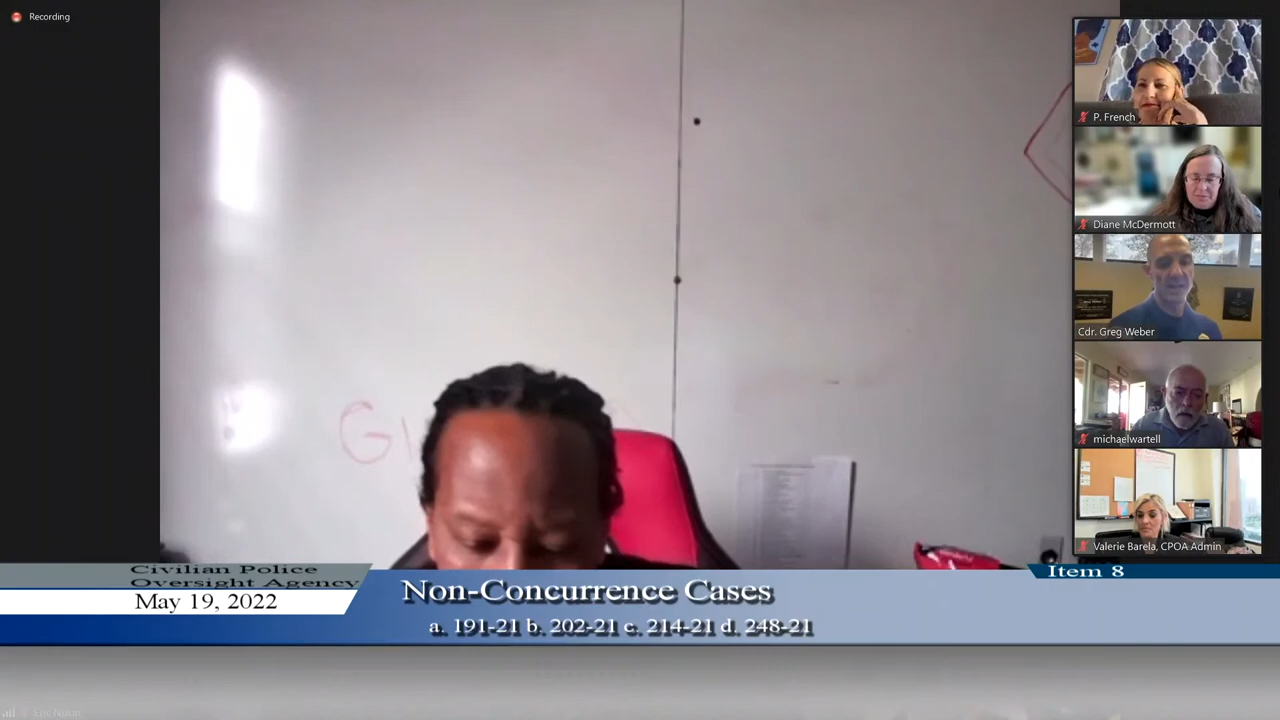 Recording
P. French
Diane McDermott
Cdr. Greg Weber
michaelwartell
Valerie Barela, CPOA Admin
GI
Civilian Police
Oversight Agency
May 19, 2022
Non-Concurrence Cases
a. 191-21 b. 202-21 c. 214-21 d. 248-21
Item 8